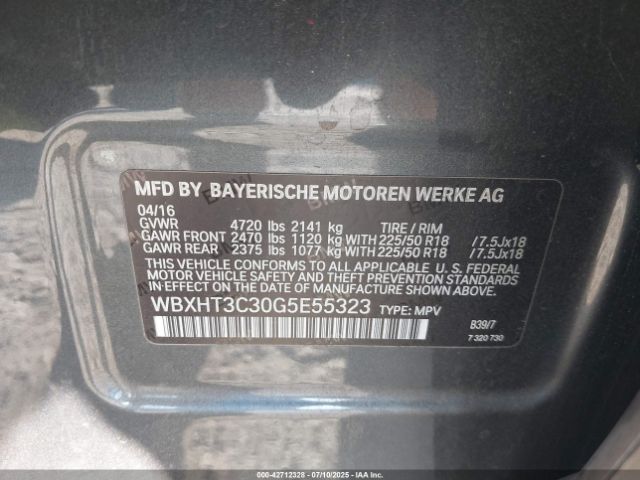 MFD BY BAYERISCHE MOTOREN WERKE AG
04/16
GVWR 4720 lbs 2141 kg TIRE / RIM
GAWR FRONT 2470 lbs 1120 kg WITH 225/50 R18 /7.5Jx18
GAWR REAR 2375 lbs 1077 kg WITH 225/50 R18 /7.5Jx18
THIS VEHICLE CONFORMS TO ALL APPLICABLE U. S. FEDERAL
MOTOR VEHICLE SAFETY AND THEFT PREVENTION STANDARDS
IN EFFECT ON THE DATE OF MANUFACTURE SHOWN ABOVE.
WBXHT3C30G5E55323 TYPE: MPV
B39/7
7 320 730
000-42712328 - 07/10/2025 - IAAI.COM